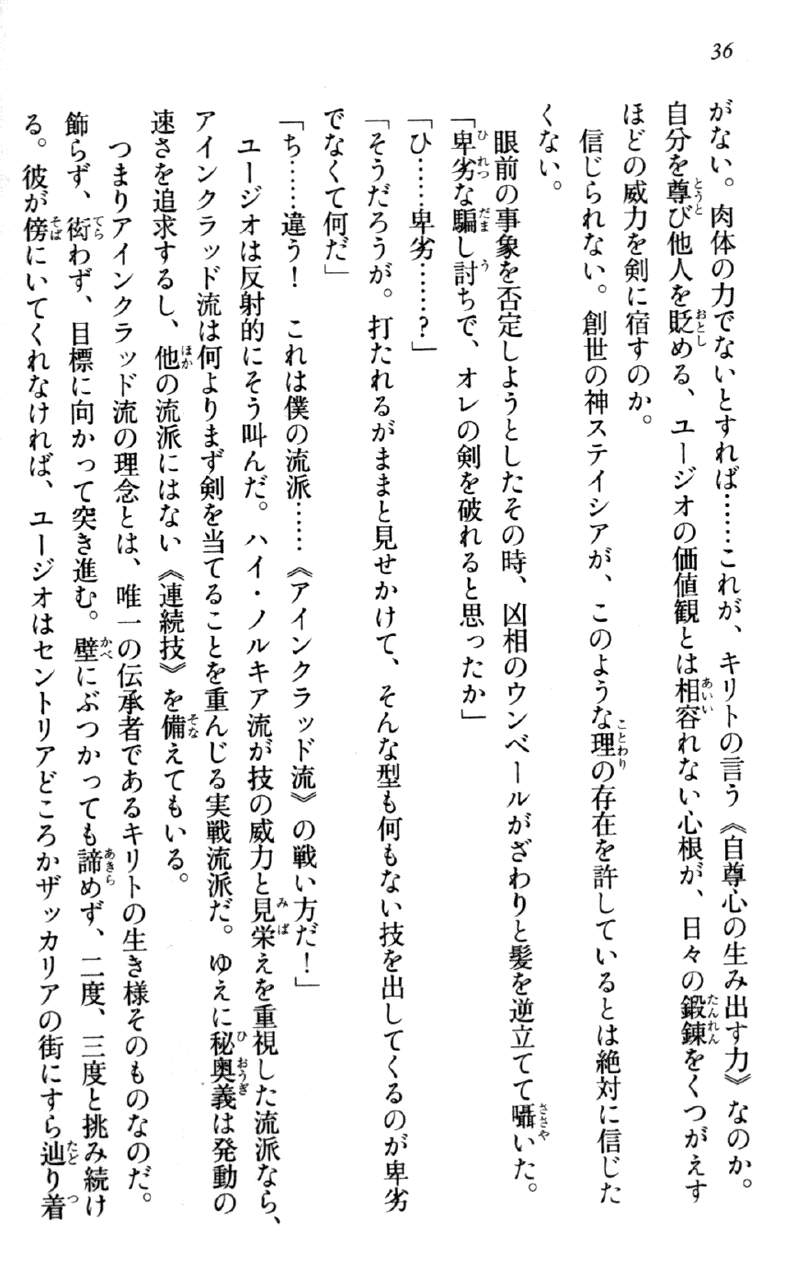 36
がない。肉体の力でないとすれば……これが、キリトの言う《自尊心の生み出す力》なのか。
自分を尊び他人を貶める、ユージオの価値観とは相容れない心根が、日々の鍛錬をくつがえす
ほどの威力を剣に宿すのか。
　信じられない。創世の神ステイシアが、このような理の存在を許しているとは絶対に信じた
くない。
　眼前の事象を否定しようとしたその時、凶相のウンベールがざわりと髪を逆立てて囁いた。
「卑劣な騙し討ちで、オレの剣を破れると思ったか」
「ひ……卑劣……？」
「そうだろうが。打たれるがままと見せかけて、そんな型も何もない技を出してくるのが卑劣
でなくて何だ」
「ち……違う！　これは僕の流派……《アインクラッド流》の戦い方だ！」
　ユージオは反射的にそう叫んだ。ハイ・ノルキア流が技の威力と見栄えを重視した流派なら、
アインクラッド流は何よりまず剣を当てることを重んじる実戦流派だ。ゆえに秘奥義は発動の
速さを追求するし、他の流派にはない《連続技》を備えてもいる。
　つまりアインクラッド流の理念とは、唯一の伝承者であるキリトの生き様そのものなのだ。
飾らず、衒わず、目標に向かって突き進む。壁にぶつかっても諦めず、二度、三度と挑み続け
る。彼が傍にいてくれなければ、ユージオはセントリアどころかザッカリアの街にすら辿り着